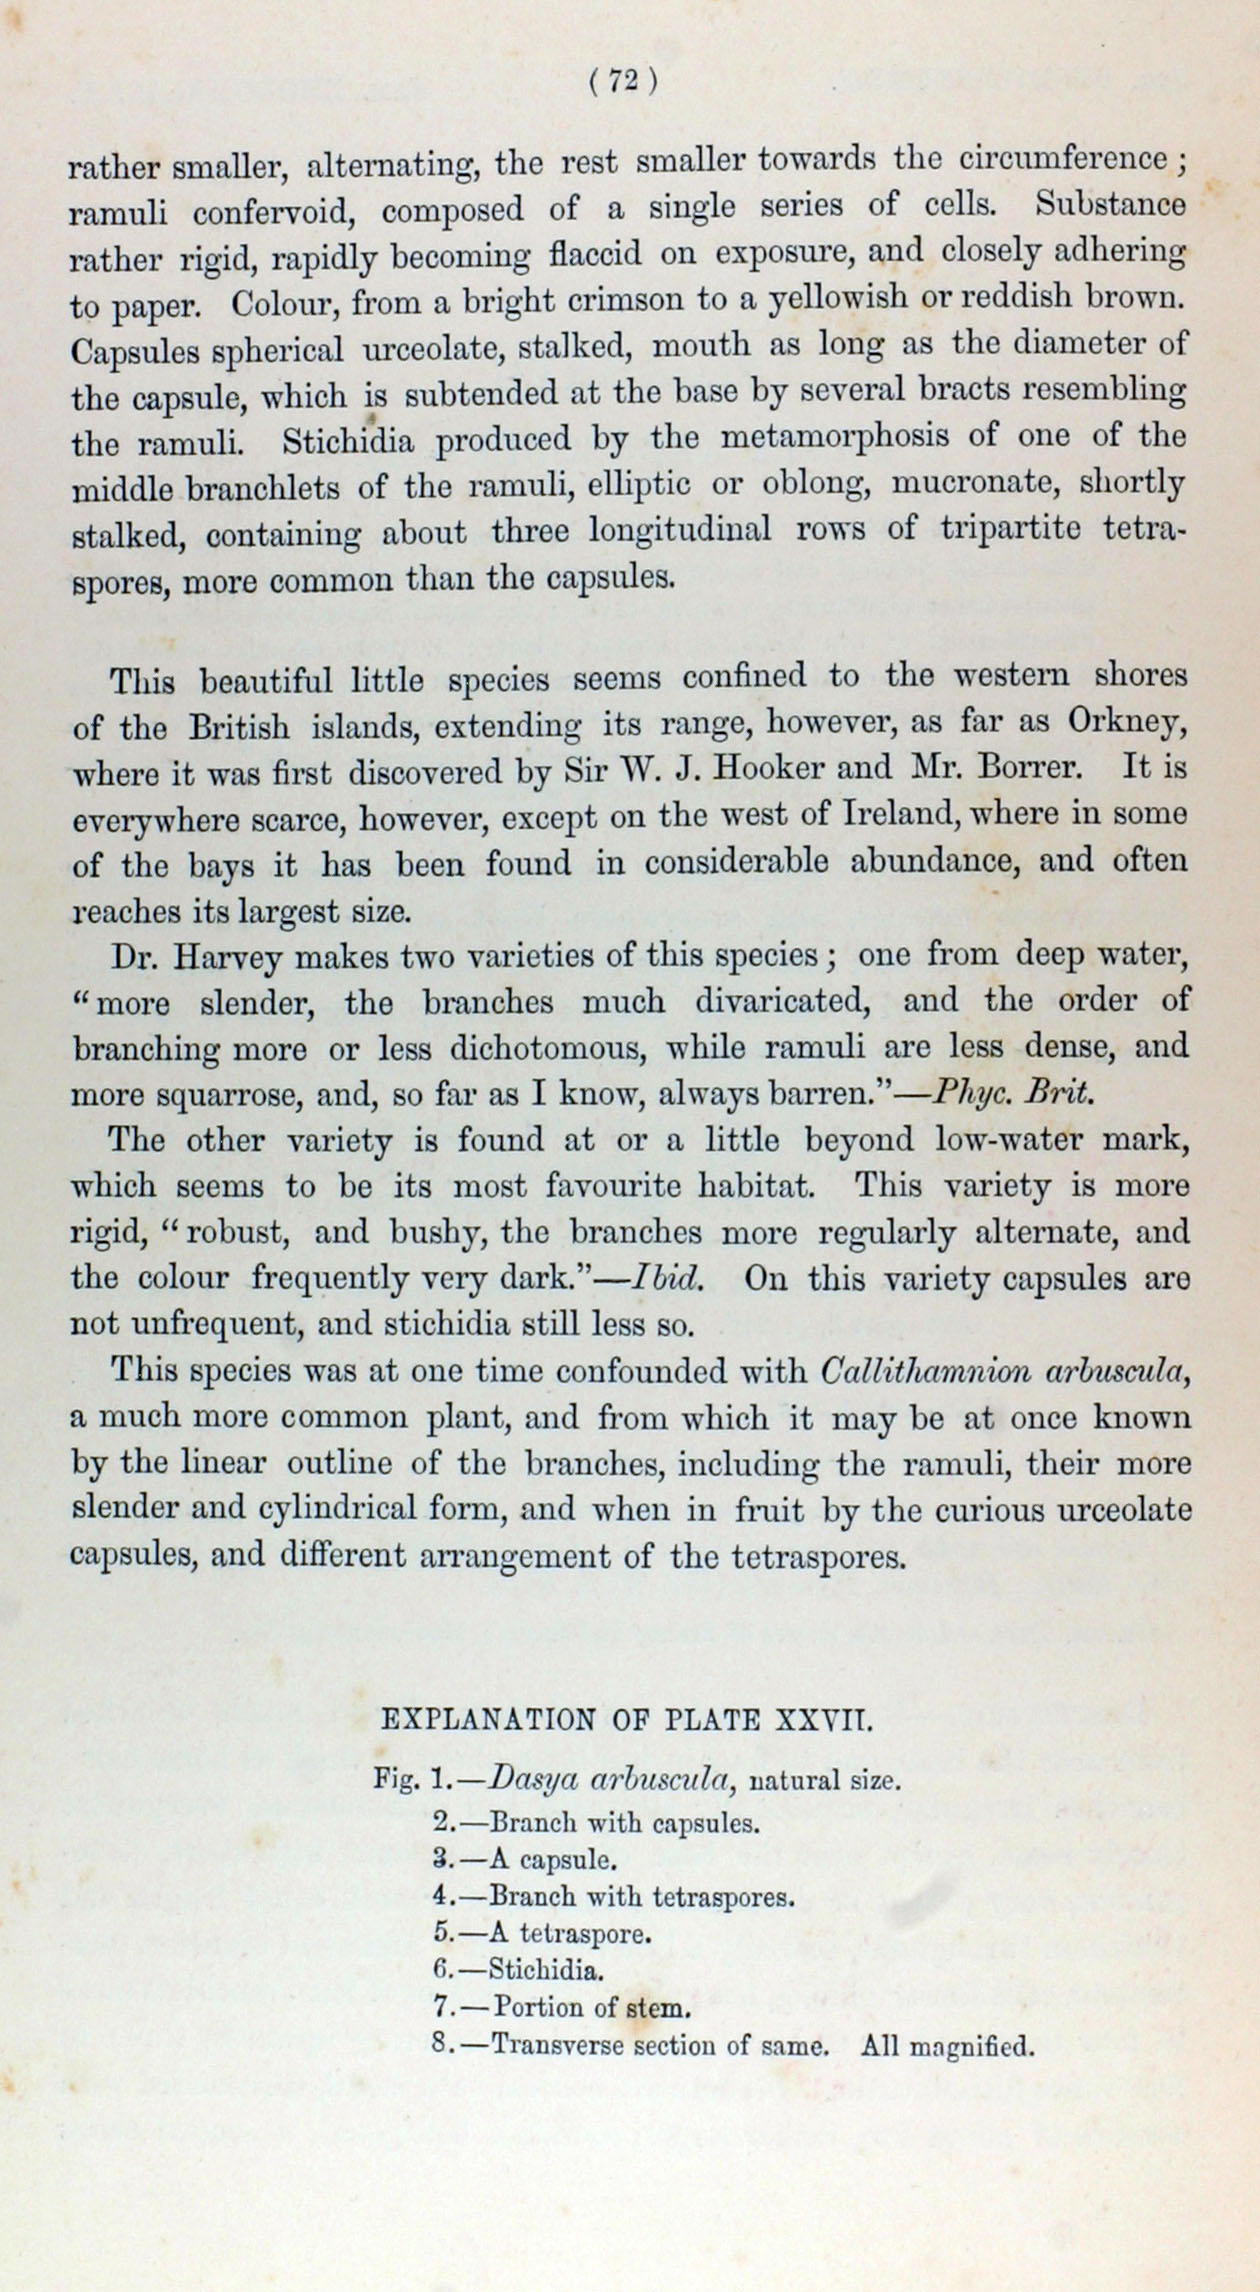 ( 72 )
rather smaller, alternating, the rest smaller towards the circumference ;
ramuli confervoid, composed of a single series of cells. Substance
rather rigid, rapidly becoming flaccid on exposure, and closely adhering
to paper. Colour, from a bright crimson to a yellowish or reddish brown.
Capsules spherical urceolate, stalked, mouth as long as the diameter of
the capsule, which is subtended at the base by several bracts resembling
the ramuli. Stichidia produced by the metamorphosis of one of the
middle branchlets of the ramuli, elliptic or oblong, mucronate, shortly
stalked, containing about three longitudinal rows of tripartite tetra-
spores, more common than the capsules.
This beautiful little species seems confined to the western shores
of the British islands, extending its range, however, as far as Orkney,
where it was first discovered by Sir W. J. Hooker and Mr. Borrer. It is
everywhere scarce, however, except on the west of Ireland, where in some
of the bays it has been found in considerable abundance, and often
reaches its largest size.
Dr. Harvey makes two varieties of this species ; one from deep water,
“more slender, the branches much divaricated, and the order of
branching more or less dichotomous, while ramuli are less dense, and
more squarrose, and, so far as I know, always barren.”—Phyc. Brit.
The other variety is found at or a little beyond low-water mark,
which seems to be its most favourite habitat. This variety is more
rigid, “robust, and bushy, the branches more regularly alternate, and
the colour frequently very dark.”—Ibid. On this variety capsules are
not unfrequent, and stichidia still less so.
This species was at one time confounded with Callithamnion arbuscula,
a much more common plant, and from which it may be at once known
by the linear outline of the branches, including the ramuli, their more
slender and cylindrical form, and when in fruit by the curious urceolate
capsules, and different arrangement of the tetraspores.
EXPLANATION OF PLATE XXVII.
Fig. 1.—Dasya arbuscula, natural size.
2.—Branch with capsules.
3.—A capsule.
4.—Branch with tetraspores.
5.—A tetraspore.
6.—Stichidia.
7.—Portion of stem.
8.—Transverse section of same. All magnified.